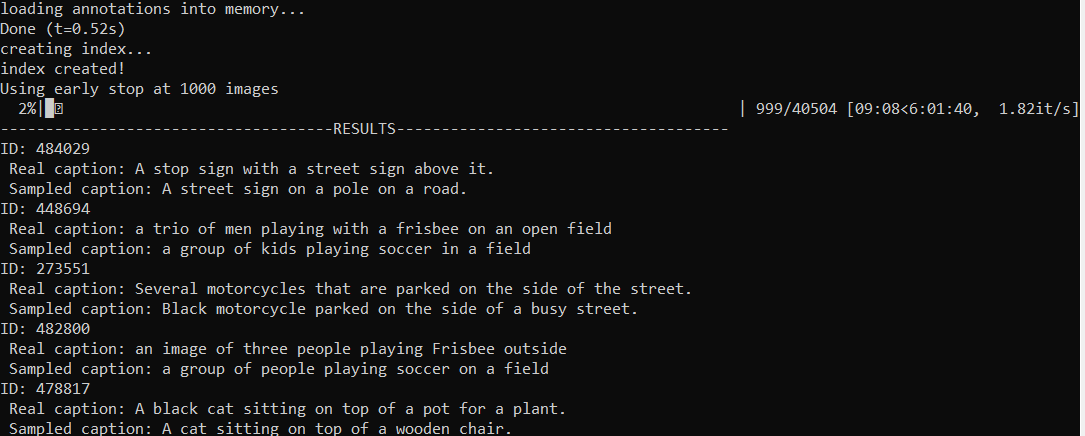 loading annotations into memory...
Done (t=0.52s)
creating index...
index created!
Using early stop at 1000 images
2%| | 999/40504 [09:08<6:01:40, 1.82it/s]
-------------------------------------RESULTS-------------------------------------
ID: 484029
Real caption: A stop sign with a street sign above it.
Sampled caption: A street sign on a pole on a road.
ID: 448694
Real caption: a trio of men playing with a frisbee on an open field
Sampled caption: a group of kids playing soccer in a field
ID: 273551
Real caption: Several motorcycles that are parked on the side of the street.
Sampled caption: Black motorcycle parked on the side of a busy street.
ID: 482800
Real caption: an image of three people playing Frisbee outside
Sampled caption: a group of people playing soccer on a field
ID: 478817
Real caption: A black cat sitting on top of a pot for a plant.
Sampled caption: A cat sitting on top of a wooden chair.